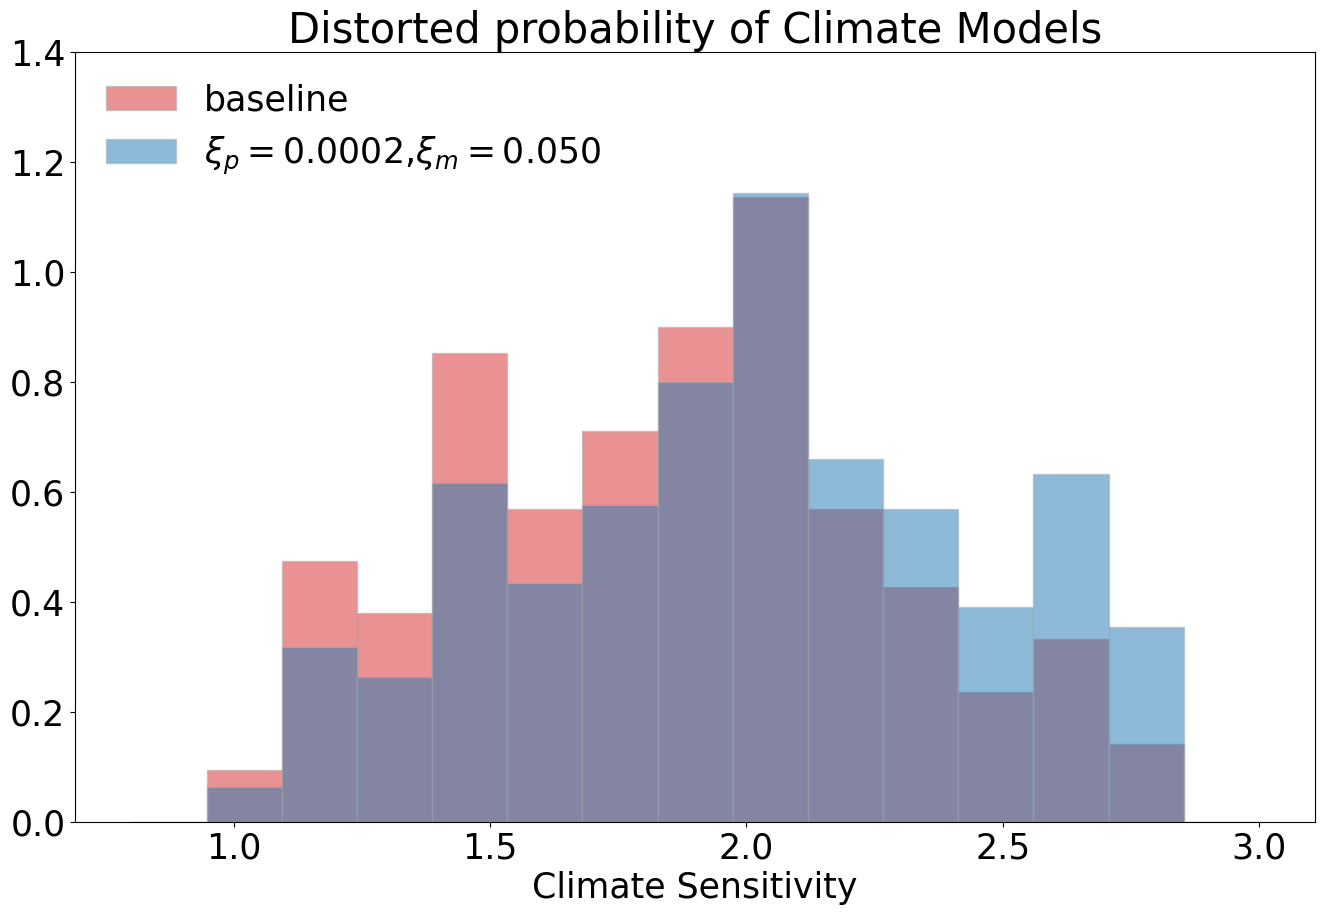 Distorted probability of Climate Models
1.4
1.2
1.0
0.8
0.6
0.4
0.2
0.0
baseline
ξₚ = 0.0002,ξₘ = 0.050
1.0 1.5 2.0 2.5 3.0
Climate Sensitivity